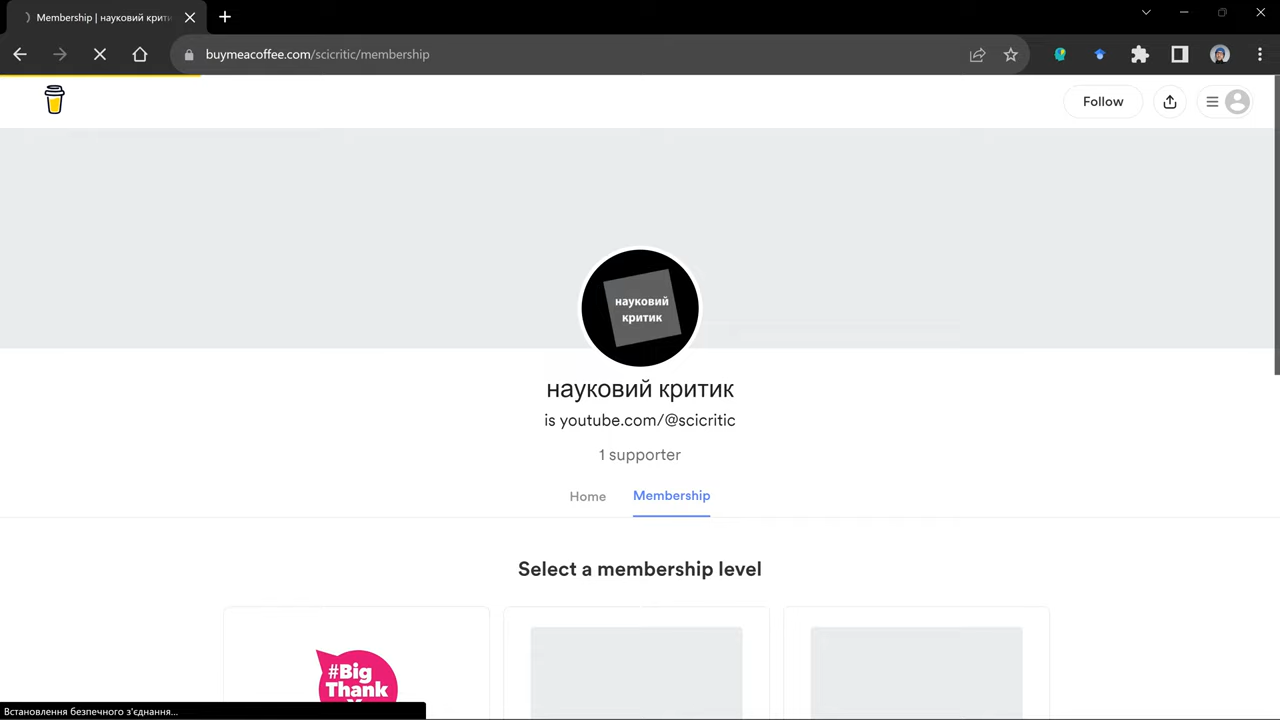 Membership | науковий крити
buymeacoffee.com/scicritic/membership
Follow
науковий
критик
науковий критик
is youtube.com/@scicritic
1 supporter
Home Membership
Select a membership level
#Big
Thank
Встановлення безпечного з'єднання...